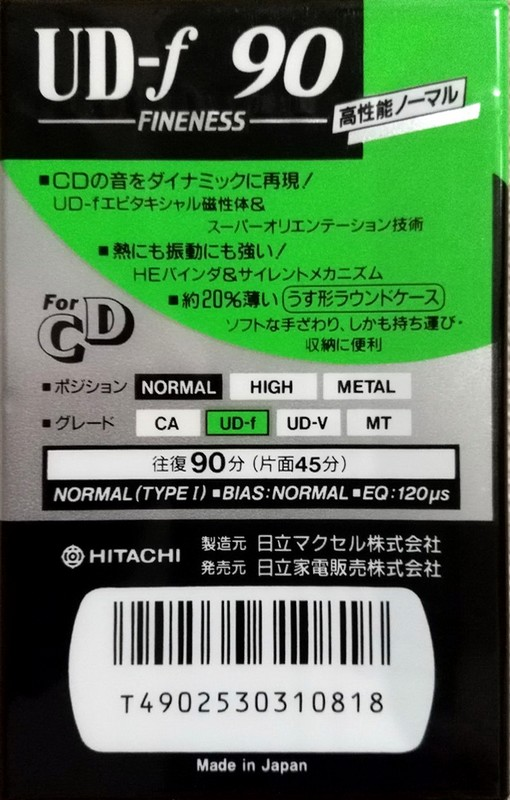 UD-f 90
FINENESS
高性能ノーマル
■CDの音をダイナミックに再現!
UD-fエピタキシャル磁性体&
スーパーオリエンテーション技術
■熱にも振動にも強い!
HEバインダ&サイレントメカニズム
■約20%薄い うす形ラウンドケース
ソフトな手ざわり、しかも持ち運び・
収納に便利
For
CD
■ポジション NORMAL HIGH METAL
■グレード CA UD-f UD-V MT
往復90分(片面45分)
NORMAL(TYPE I)■BIAS:NORMAL■EQ:120μs
HITACHI
製造元 日立マクセル株式会社
発売元 日立家電販売株式会社
T4902530310818
Made in Japan